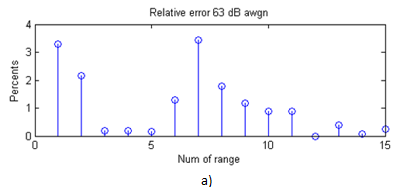 Relative error 63 dB awgn
4
3
2
1
0
Percents
0 5 10 15
Num of range
a)